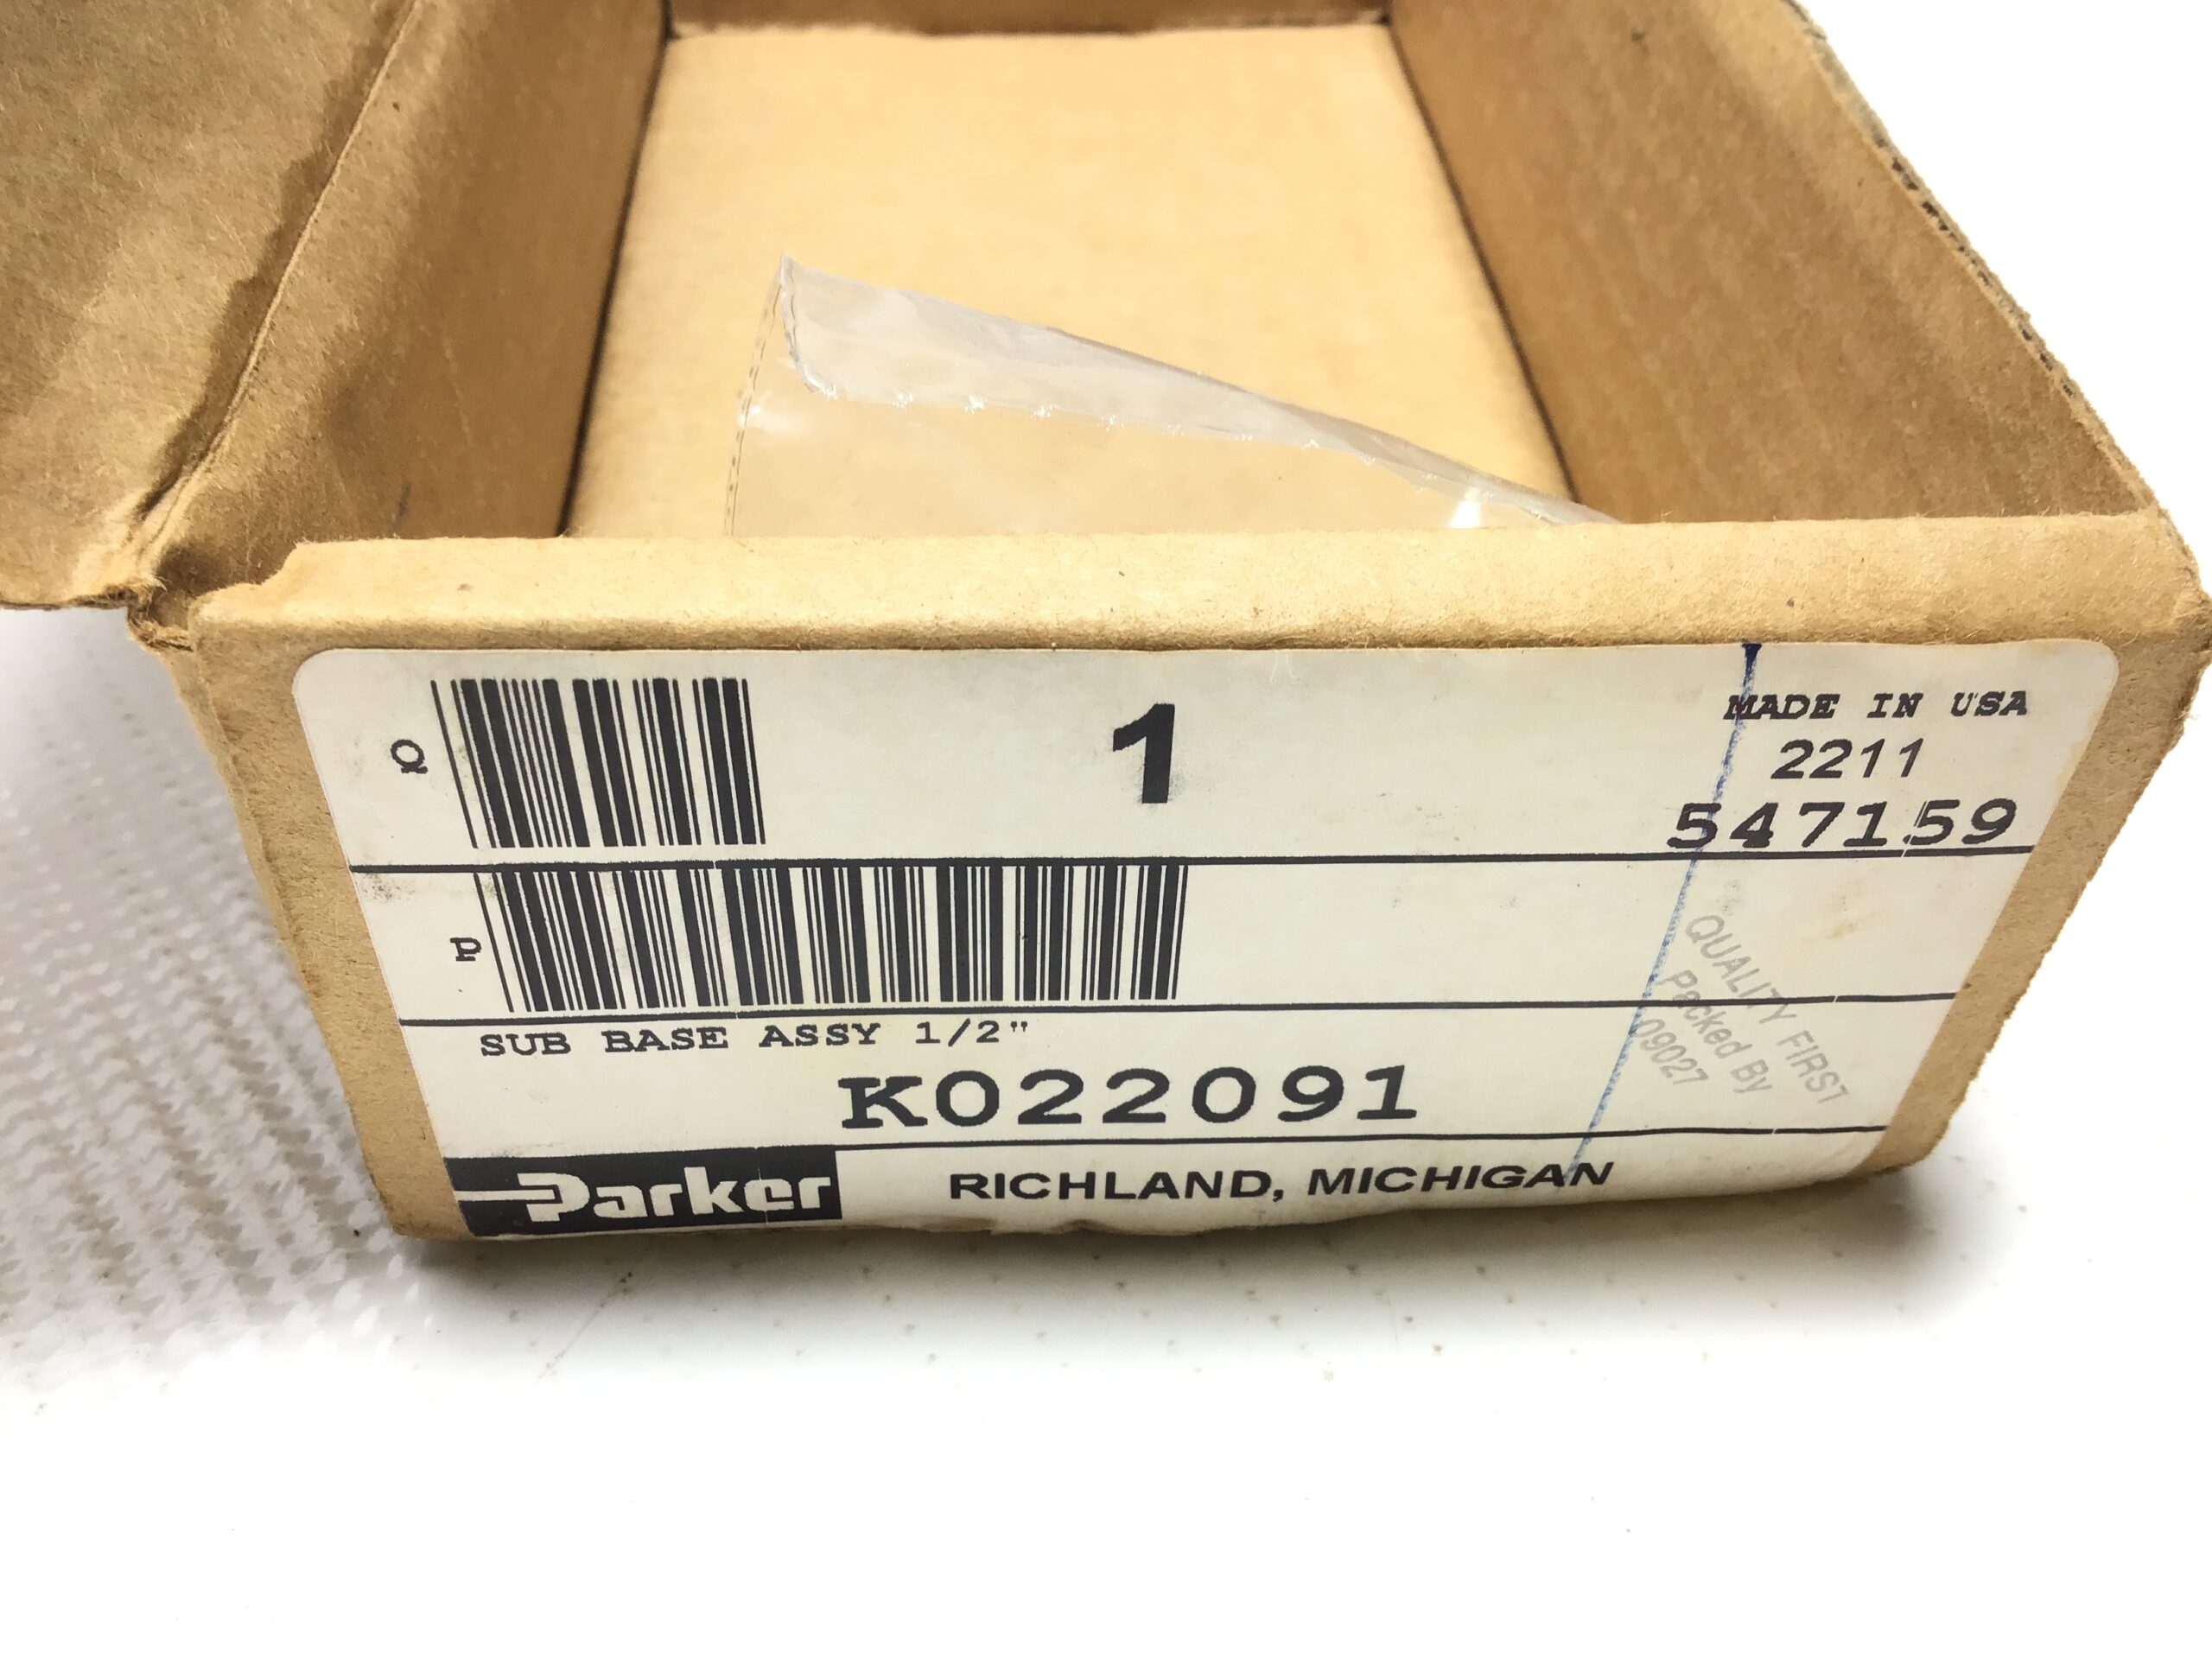 Q
1
MADE IN USA
2211
547159
P
QUALITY FIRST
Packed By
09027
SUB BASE ASSY 1/2"
K022091
Parker
RICHLAND, MICHIGAN